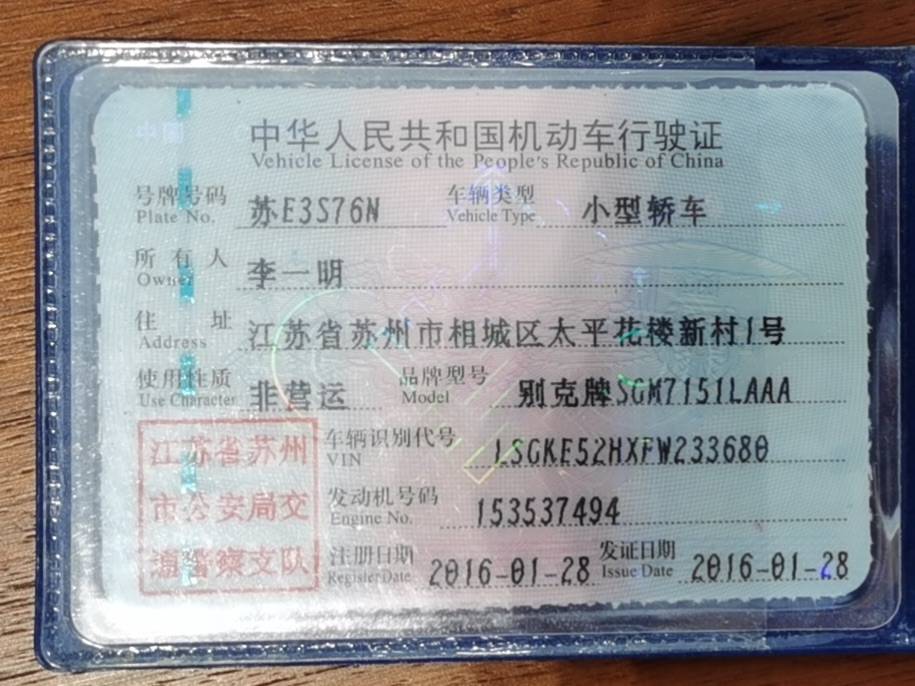 中华人民共和国机动车行驶证
Vehicle License of the People's Republic of China
号牌号码 苏E3S76N 车辆类型 小型轿车
Plate No. Vehicle Type
所有人 李一明
Owner
住址 江苏省苏州市相城区太平花楼新村1号
Address
使用性质 非营运 品牌型号 别克牌SGM7151LAAA
Use Character Model
江苏省苏州
市公安局交
通警察支队
车辆识别代号 LSGKE52HXFW233680
VIN
发动机号码 153537494
Engine No.
注册日期 2016-01-28 发证日期 2016-01-28
Register Date Issue Date